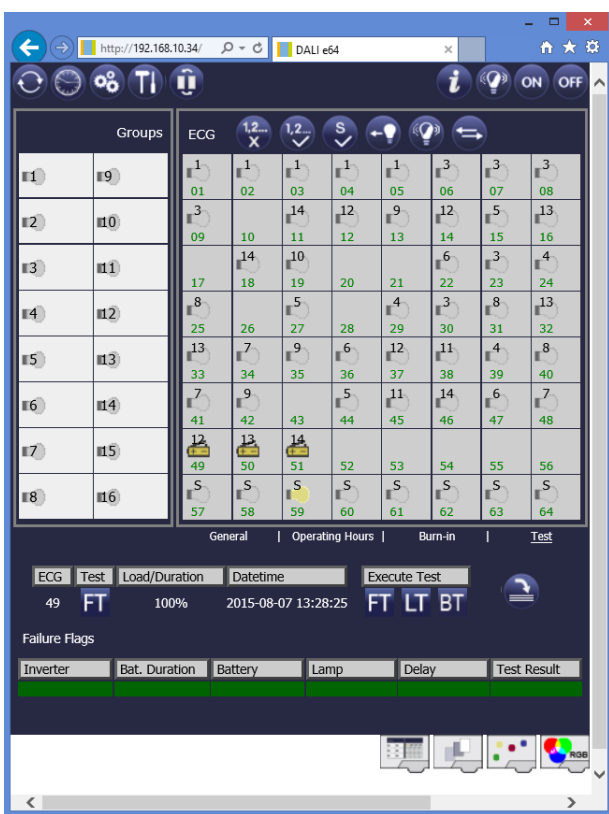 http://192.168.10.34/ DALI e64
i ON OFF
Groups ECG 1,2... X 1,2... S
1 9 1 1 1 1 1 3 3 3
01 02 03 04 05 06 07 08
2 10 3 14 12 9 12 5 13
09 10 11 12 13 14 15 16
3 11 14 10 6 3 4
17 18 19 20 21 22 23 24
4 12 8 5 4 3 8 13
25 26 27 28 29 30 31 32
5 13 13 7 9 6 12 11 4 8
33 34 35 36 37 38 39 40
6 14 7 9 5 11 14 6 7
41 42 43 44 45 46 47 48
7 15 12 13 14
49 50 51 52 53 54 55 56
8 16 S S S S S S S S
57 58 59 60 61 62 63 64
General | Operating Hours | Burn-in | Test
ECG Test Load/Duration Datetime Execute Test
49 FT 100% 2015-08-07 13:28:25 FT LT BT
Failure Flags
Inverter Bat. Duration Battery Lamp Delay Test Result
RGB